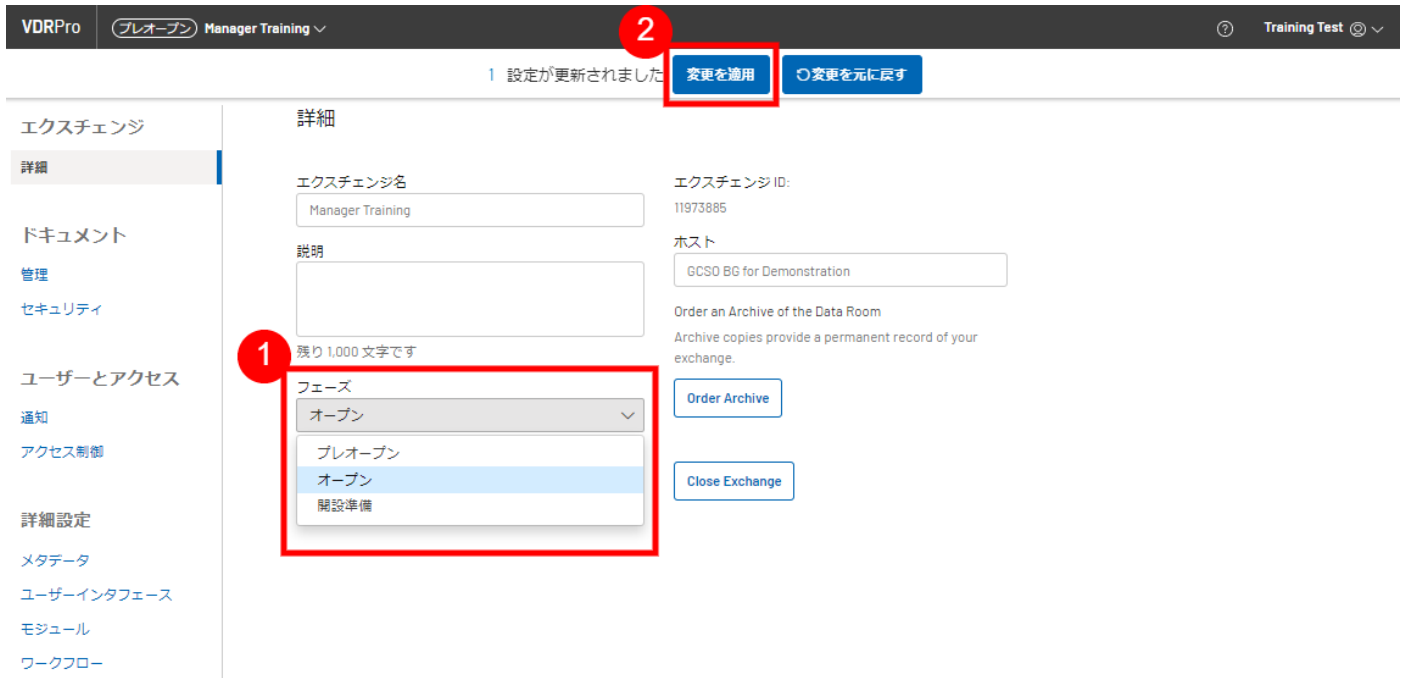 VDRPro
プレオープン Manager Training
Training Test
2
1 設定が更新されました
変更を適用
変更を元に戻す
エクスチェンジ
詳細
ドキュメント
管理
セキュリティ
ユーザーとアクセス
通知
アクセス制御
詳細設定
メタデータ
ユーザーインタフェース
モジュール
ワークフロー
詳細
エクスチェンジ名
Manager Training
説明
残り 1,000 文字です
1
フェーズ
オープン
プレオープン
オープン
開設準備
エクスチェンジ ID:
11973885
ホスト
GCSO BG for Demonstration
Order an Archive of the Data Room
Archive copies provide a permanent record of your
exchange.
Order Archive
Close Exchange